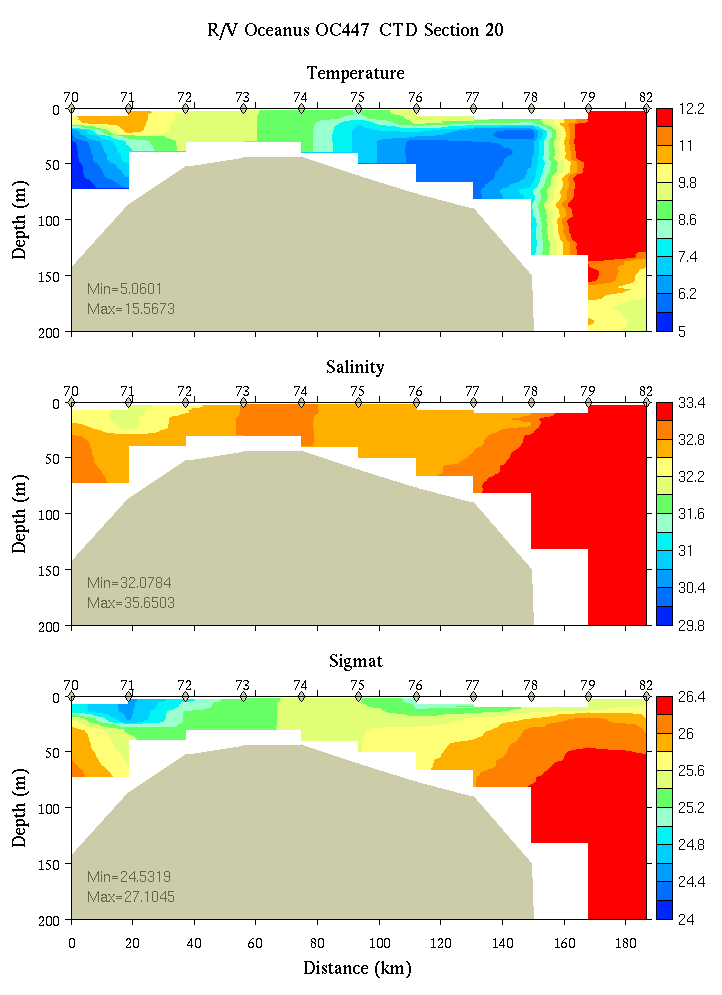 R/V Oceanus OC447 CTD Section 20
Temperature
70 71 72 73 74 75 76 77 78 79 82
0
50
100
150
200
Depth (m)
Min=5.0601
Max=15.5673
12.2
11
9.8
8.6
7.4
6.2
5
Salinity
70 71 72 73 74 75 76 77 78 79 82
0
50
100
150
200
Depth (m)
Min=32.0784
Max=35.6503
33.4
32.8
32.2
31.6
31
30.4
29.8
Sigmat
70 71 72 73 74 75 76 77 78 79 82
0
50
100
150
200
Depth (m)
Min=24.5319
Max=27.1045
26.4
26
25.6
25.2
24.8
24.4
24
0 20 40 60 80 100 120 140 160 180
Distance (km)